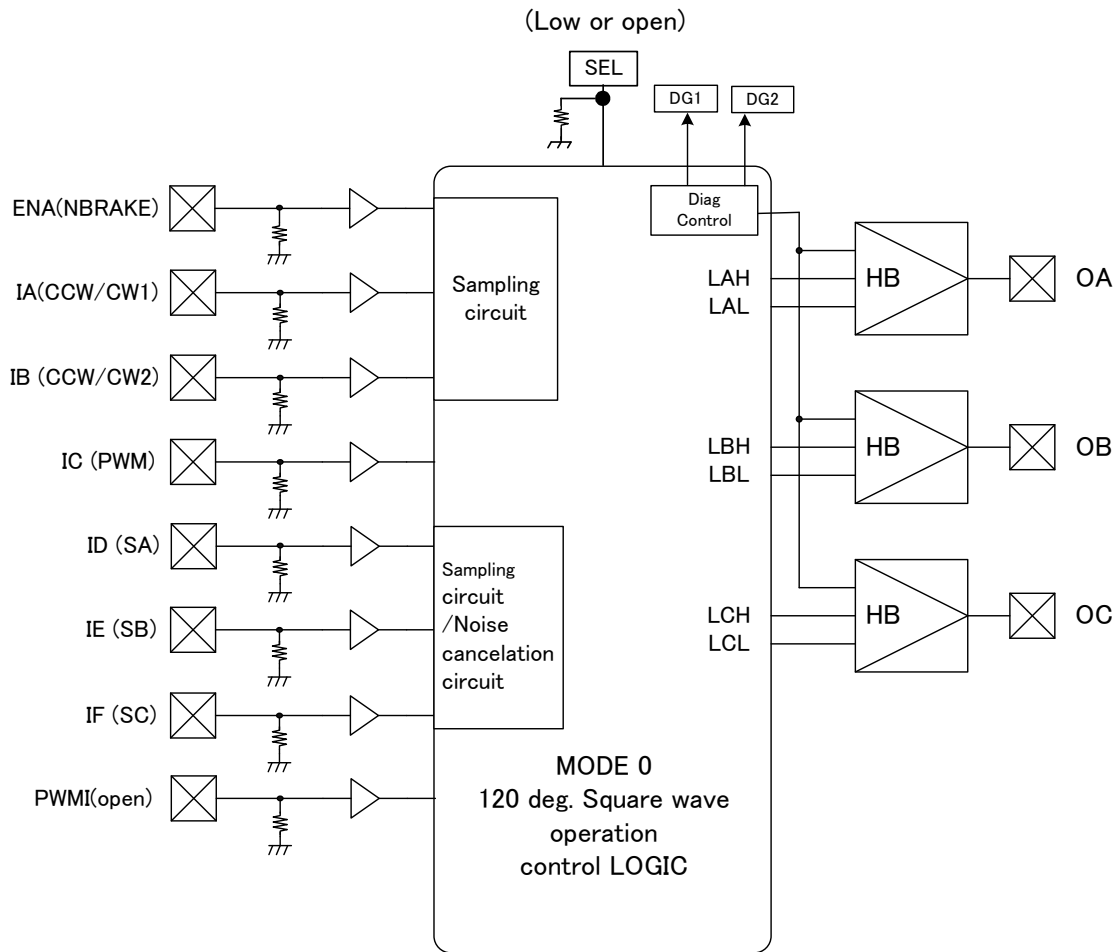 (Low or open)
SEL
DG1
DG2
ENA(NBRAKE)
Diag
Control
Sampling
circuit
IA(CCW/CW1)
LAH
LAL
HB
OA
IB (CCW/CW2)
IC (PWM)
LBH
LBL
HB
OB
ID (SA)
Sampling
circuit
/Noise
cancelation
circuit
IE (SB)
LCH
LCL
HB
OC
IF (SC)
PWMI(open)
MODE 0
120 deg. Square wave
operation
control LOGIC